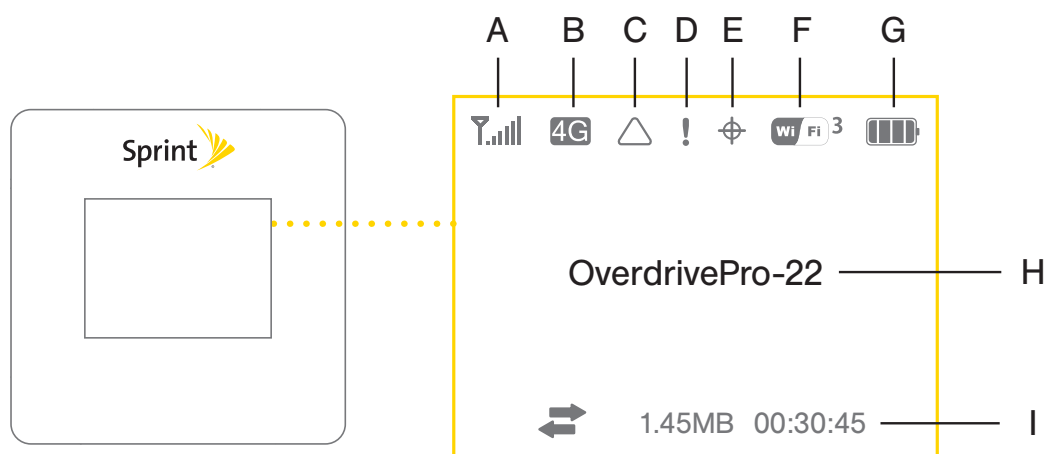 A B C D E F G
Sprint
4G ! Wi Fi 3
OverdrivePro-22 H
1.45MB 00:30:45 I